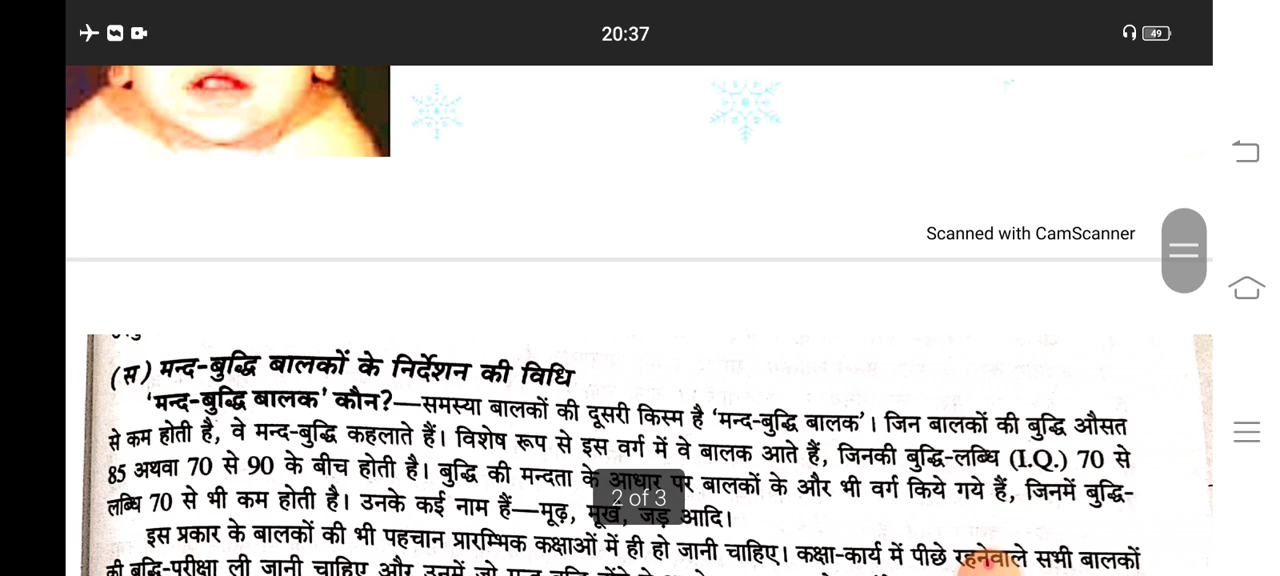 20:37
49
Scanned with CamScanner
(स) मन्द-बुद्धि बालकों के निर्देशन की विधि
'मन्द-बुद्धि बालक' कौन?—समस्या बालकों की दूसरी किस्म है 'मन्द-बुद्धि बालक'। जिन बालकों की बुद्धि औसत
से कम होती है, वे मन्द-बुद्धि कहलाते हैं। विशेष रूप से इस वर्ग में वे बालक आते हैं, जिनकी बुद्धि-लब्धि (I.Q.) 70 से
85 अथवा 70 से 90 के बीच होती है। बुद्धि की मन्दता के आधार पर बालकों के और भी वर्ग किये गये हैं, जिनमें बुद्धि-
2 of 3
लब्धि 70 से भी कम होती है। उनके कई नाम हैं—मूढ़, मूर्ख, जड़ आदि।
इस प्रकार के बालकों की भी पहचान प्रारम्भिक कक्षाओं में ही हो जानी चाहिए। कक्षा-कार्य में पीछे रहनेवाले सभी बालकों
की बुद्धि-परीक्षा ली जानी चाहिए और उनमें जो